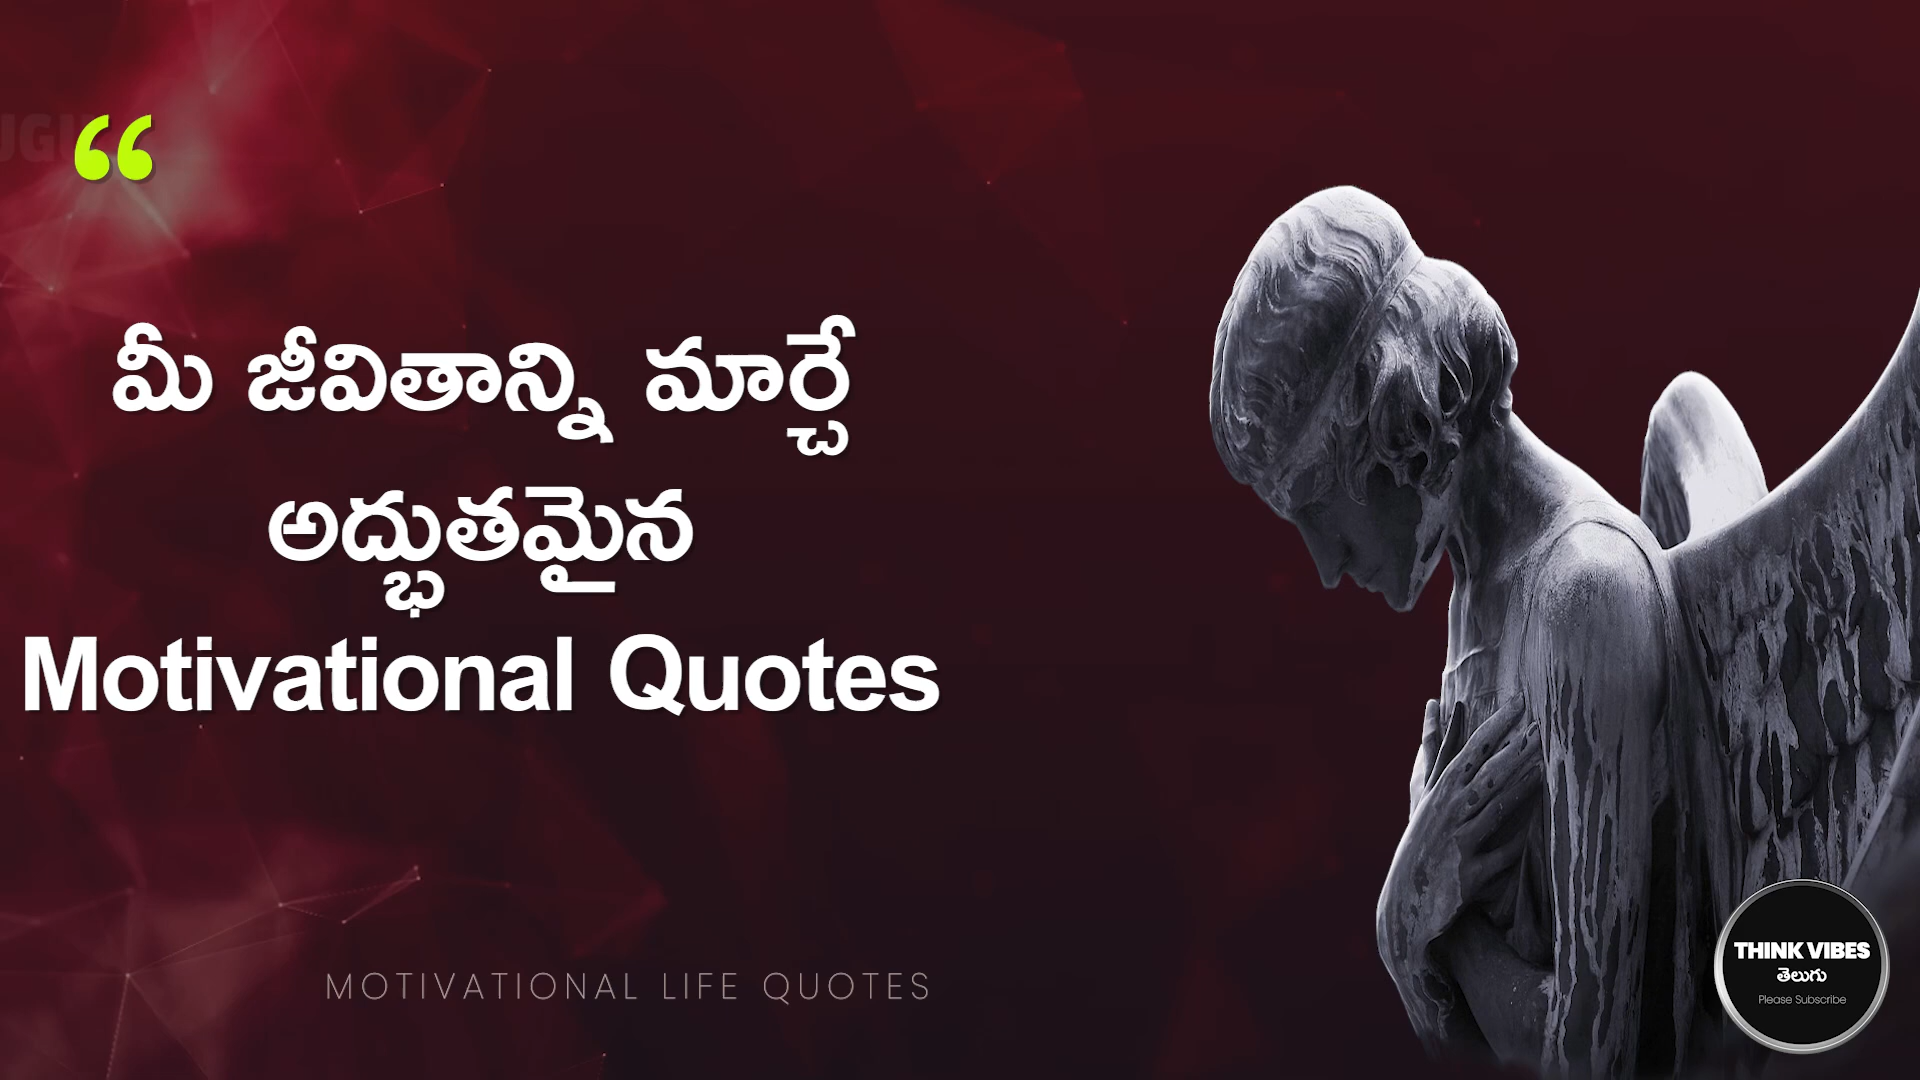 “
మీ జీవితాన్ని మార్చే
అద్భుతమైన
Motivational Quotes
MOTIVATIONAL LIFE QUOTES
THINK VIBES
తెలుగు
Please Subscribe